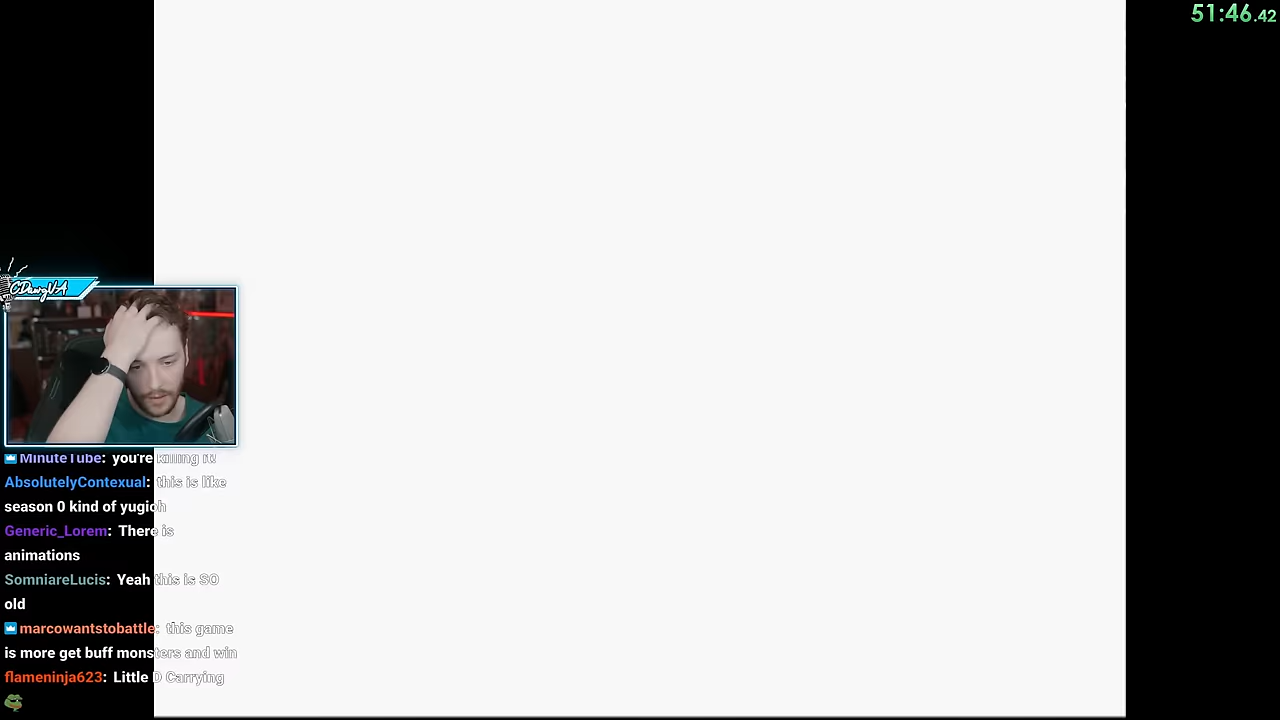 51:46.42
CDawgVA
MinuteTube: you're killing it!
AbsolutelyContexual: this is like
season 0 kind of yugioh
Generic_Lorem: There is
animations
SomniareLucis: Yeah this is SO
old
marcowantstobattle: this game
is more get buff monsters and win
flameninja623: Little D Carrying